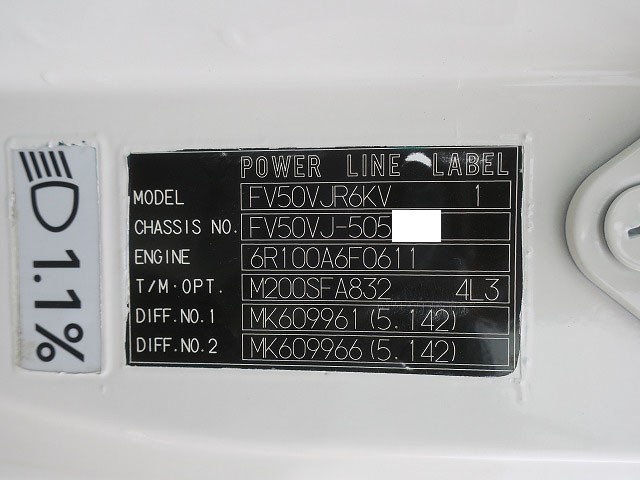 POWER LINE LABEL
MODEL FV50VJR6KV 1
CHASSIS NO. FV50VJ-505
ENGINE 6R100A6F0611
T/M·OPT. M200SFA832 4L3
DIFF.NO.1 MK609961(5.142)
DIFF.NO.2 MK609966(5.142)
1.1%